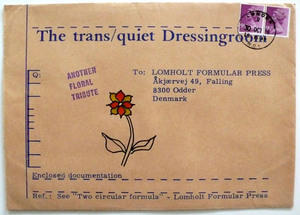 The trans/quiet Dressingroom
Q:
ANOTHER
FLORAL
TRIBUTE
To: LOMHOLT FORMULAR PRESS
Åkjærvej 49, Falling
8300 Odder
Denmark
Enclosed documentation
Ref.: See "Two circular formula" - Lomholt Formular Press